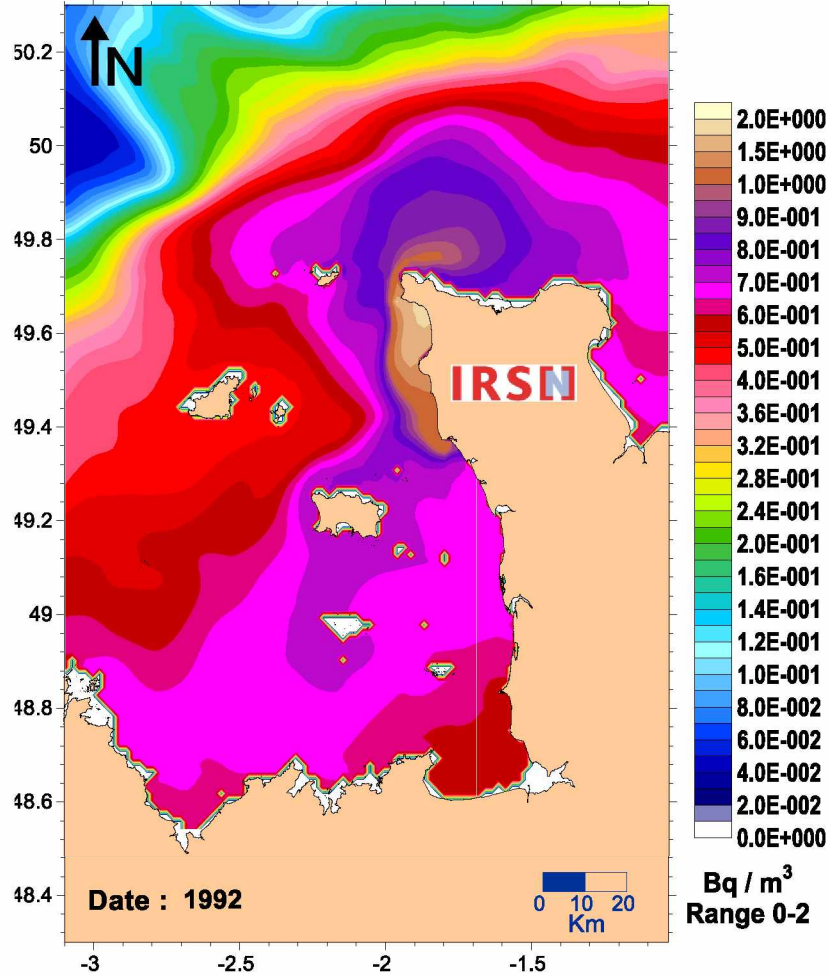 N
50.2
50
49.8
49.6
49.4
49.2
49
48.8
48.6
48.4
-3
-2.5
-2
-1.5
IRSN
Date : 1992
0 10 20
Km
2.0E+000
1.5E+000
1.0E+000
9.0E-001
8.0E-001
7.0E-001
6.0E-001
5.0E-001
4.0E-001
3.6E-001
3.2E-001
2.8E-001
2.4E-001
2.0E-001
1.6E-001
1.4E-001
1.2E-001
1.0E-001
8.0E-002
6.0E-002
4.0E-002
2.0E-002
0.0E+000
Bq / m³
Range 0-2